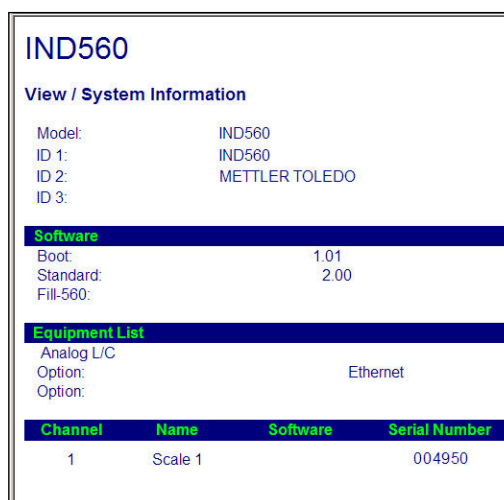 IND560
View / System Information
Model: IND560
ID 1: IND560
ID 2: METTLER TOLEDO
ID 3:
Software
Boot: 1.01
Standard: 2.00
Fill-560:
Equipment List
Analog L/C
Option: Ethernet
Option:
Channel Name Software Serial Number
1 Scale 1 004950